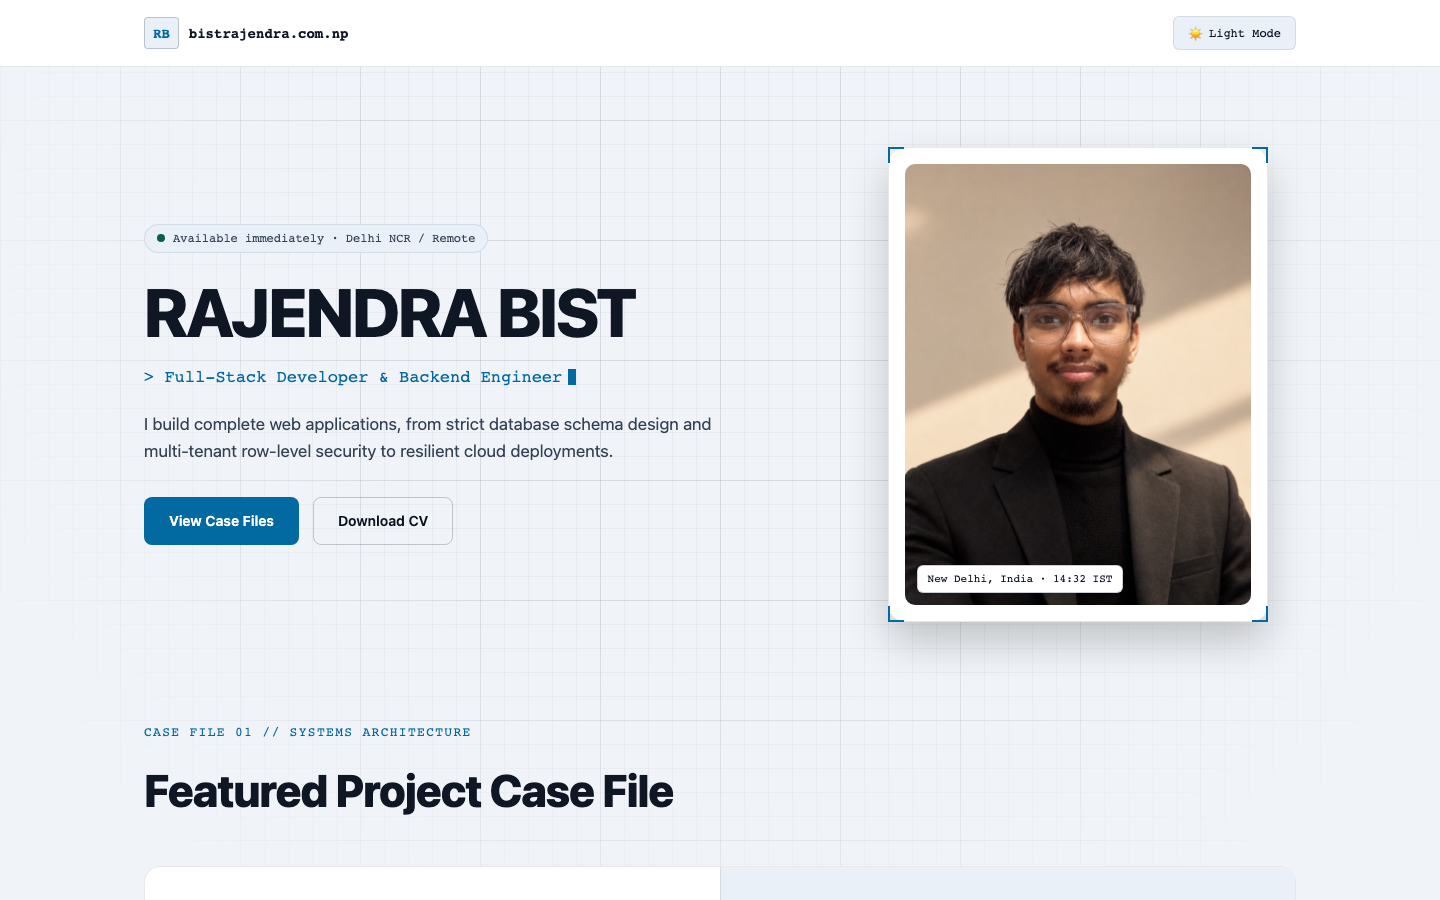 RB
bistrajendra.com.np
☀️ Light Mode
Available immediately · Delhi NCR / Remote
RAJENDRA BIST
> Full-Stack Developer & Backend Engineer
I build complete web applications, from strict database schema design and
multi-tenant row-level security to resilient cloud deployments.
View Case Files
Download CV
New Delhi, India · 14:32 IST
CASE FILE 01 // SYSTEMS ARCHITECTURE
Featured Project Case File